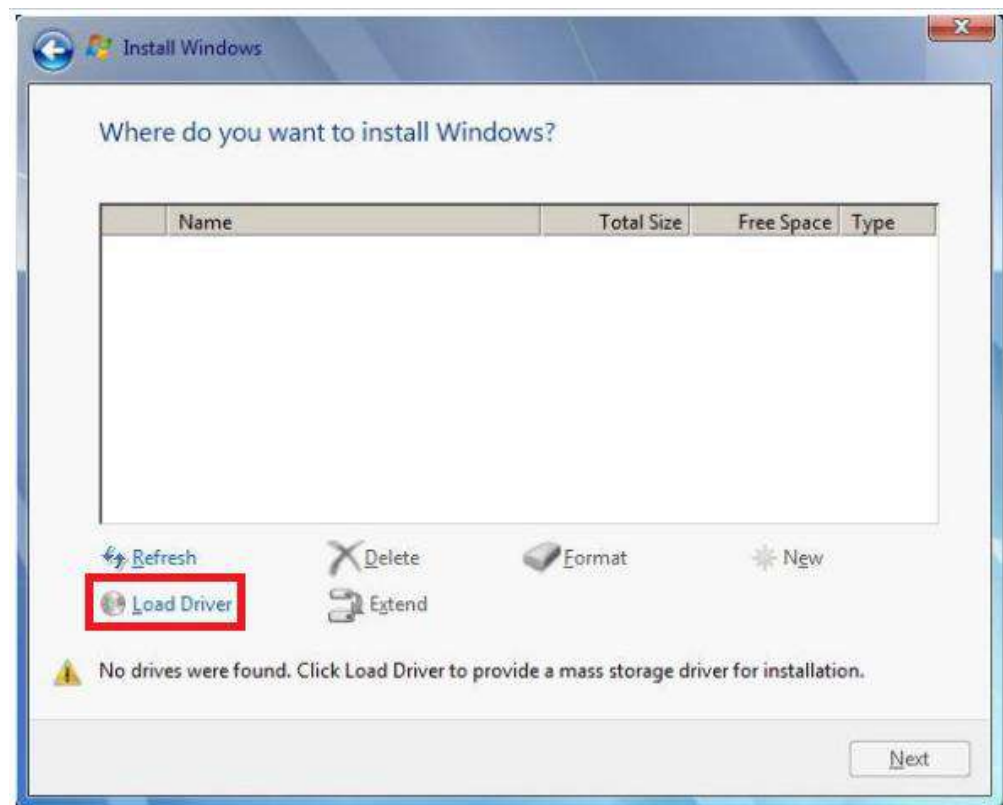 Install Windows
Where do you want to install Windows?
Name Total Size Free Space Type
Refresh Delete Format New
Load Driver Extend
No drives were found. Click Load Driver to provide a mass storage driver for installation.
Next